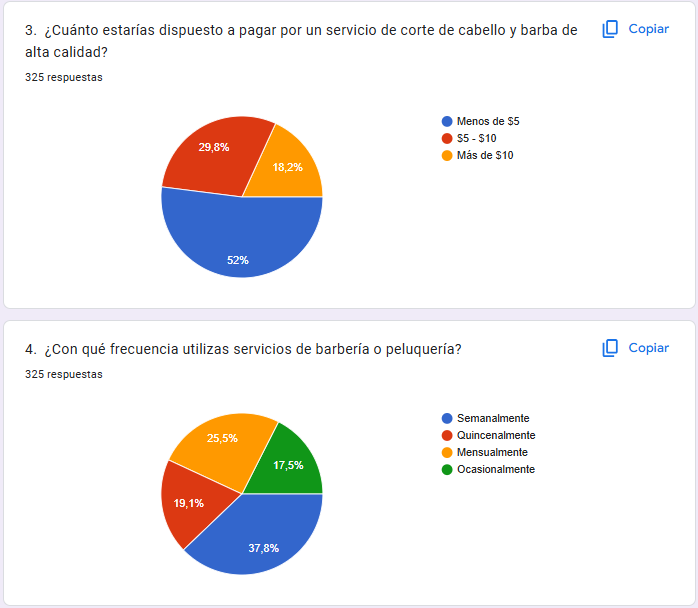 3. ¿Cuánto estarías dispuesto a pagar por un servicio de corte de cabello y barba de
alta calidad?
Copiar
325 respuestas
29,8%
18,2%
52%
Menos de $5
$5 - $10
Más de $10
4. ¿Con qué frecuencia utilizas servicios de barbería o peluquería?
Copiar
325 respuestas
25,5%
17,5%
19,1%
37,8%
Semanalmente
Quincenalmente
Mensualmente
Ocasionalmente